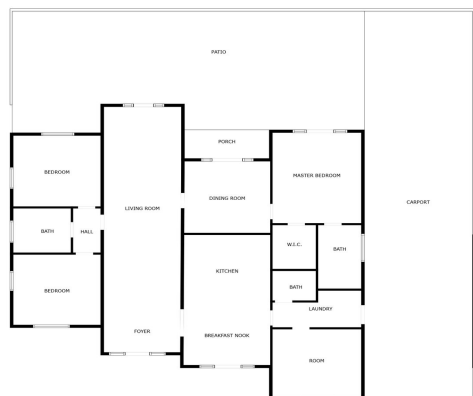 PATIO
PORCH
BEDROOM
MASTER BEDROOM
DINING ROOM
LIVING ROOM
CARPORT
BATH
HALL
W.I.C.
BATH
KITCHEN
BATH
BEDROOM
LAUNDRY
FOYER
BREAKFAST NOOK
ROOM